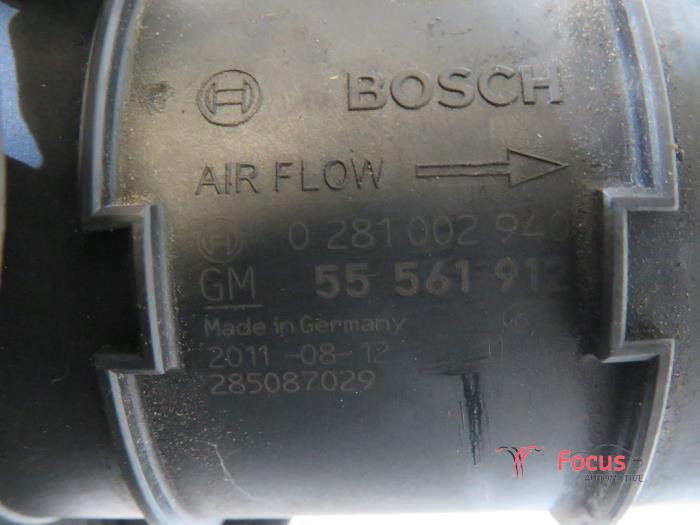 BOSCH
AIR FLOW
0 281 002 940
GM 55 561 912
Made in Germany
2011-08-12
285087029
Focus
AUTOMOTIVE